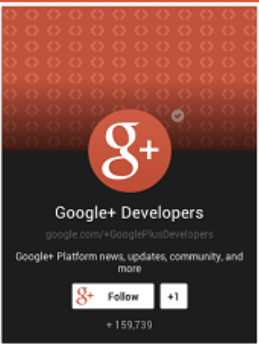 g+
Google+ Developers
google.com/+GooglePlusDevelopers
Google+ Platform news, updates, community, and
more
g+ Follow +1
+ 159,739